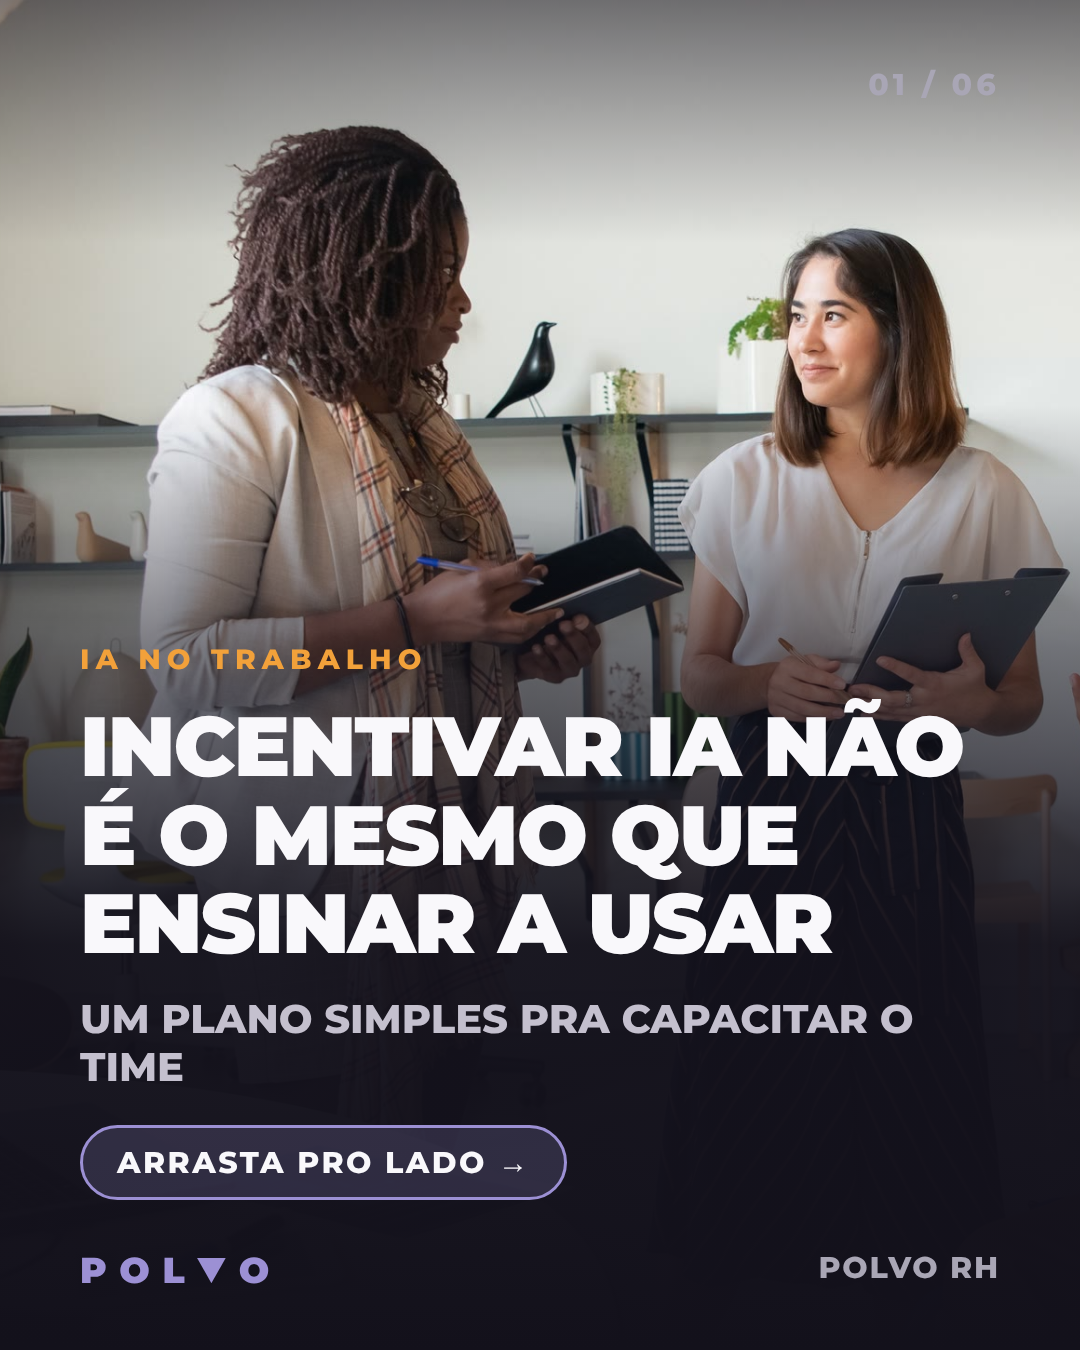 01 / 06
IA NO TRABALHO
INCENTIVAR IA NÃO
É O MESMO QUE
ENSINAR A USAR
UM PLANO SIMPLES PRA CAPACITAR O
TIME
ARRASTA PRO LADO →
POLVO
POLVO RH